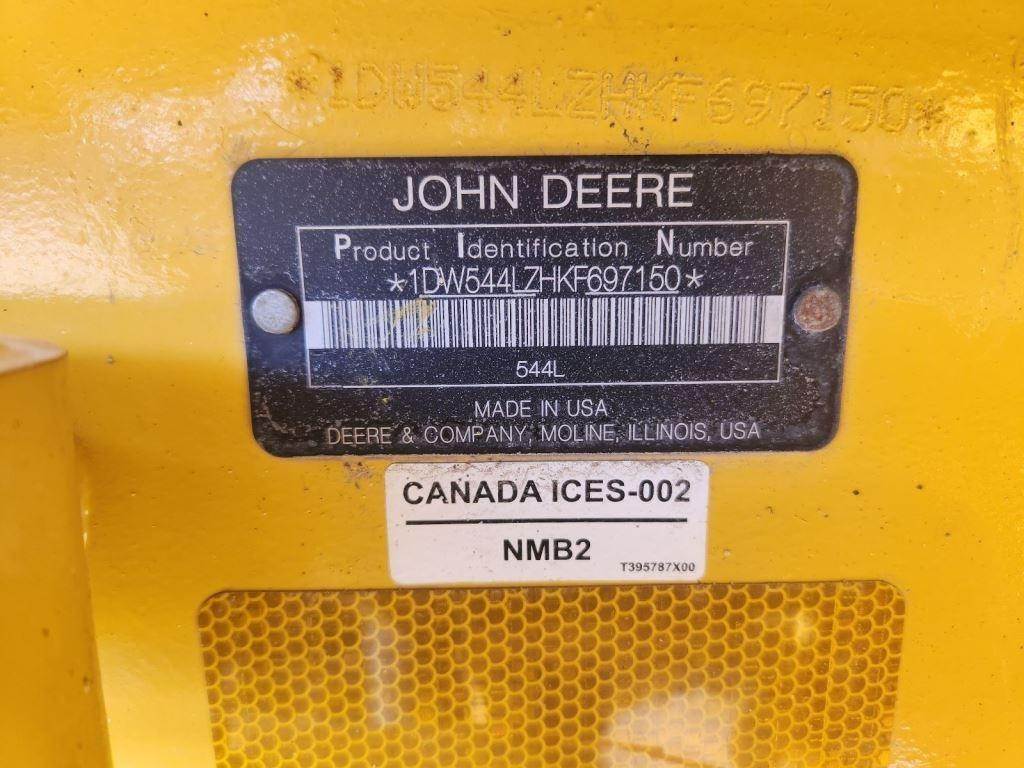 *1DW544LZHKF697150*
JOHN DEERE
Product Identification Number
*1DW544LZHKF697150*
544L
MADE IN USA
DEERE & COMPANY, MOLINE, ILLINOIS, USA
CANADA ICES-002
NMB2
T395787X00